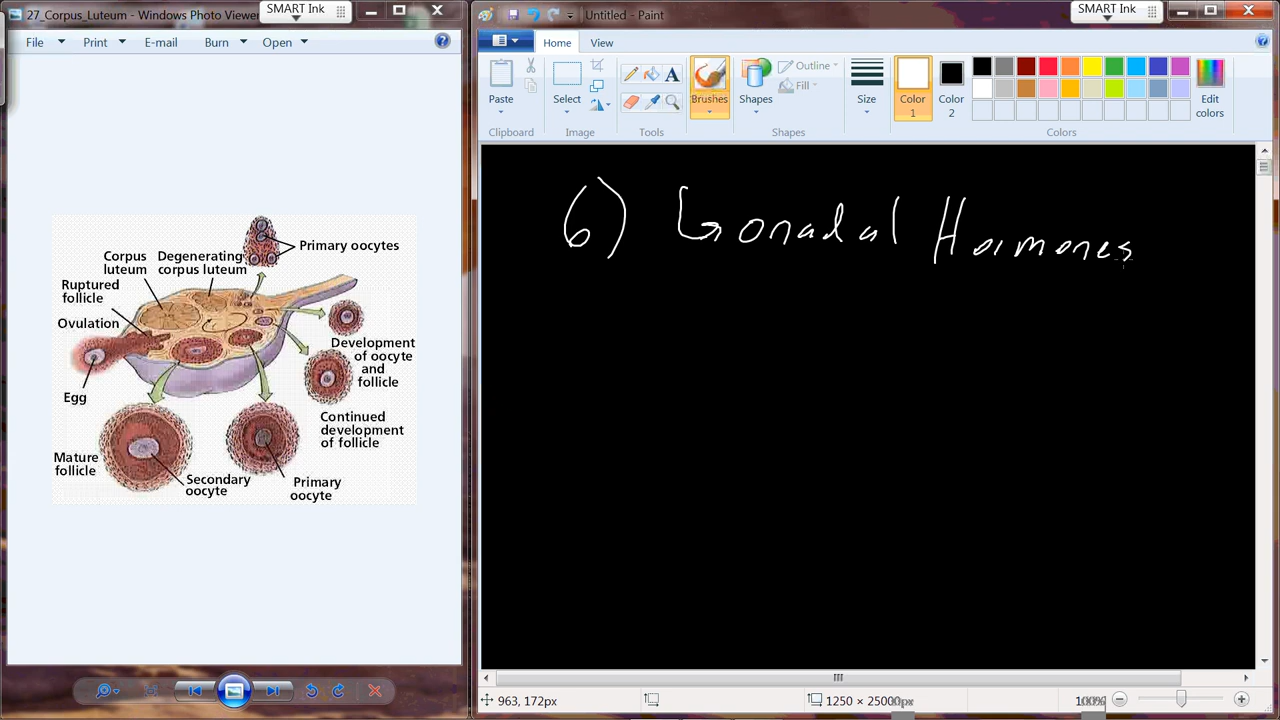 27_Corpus_Luteum - Windows Photo Viewer
SMART Ink
File Print E-mail Burn Open
Primary oocytes
Corpus luteum
Degenerating corpus luteum
Ruptured follicle
Ovulation
Egg
Development of oocyte and follicle
Continued development of follicle
Mature follicle
Secondary oocyte
Primary oocyte
Untitled - Paint
SMART Ink
Home View
Paste
Select
Brushes
Shapes
Outline
Fill
Size
Color 1
Color 2
Edit colors
Clipboard Image Tools Shapes Colors
6) Gonadal Hormones
963, 172px
1250 × 25000px
100%